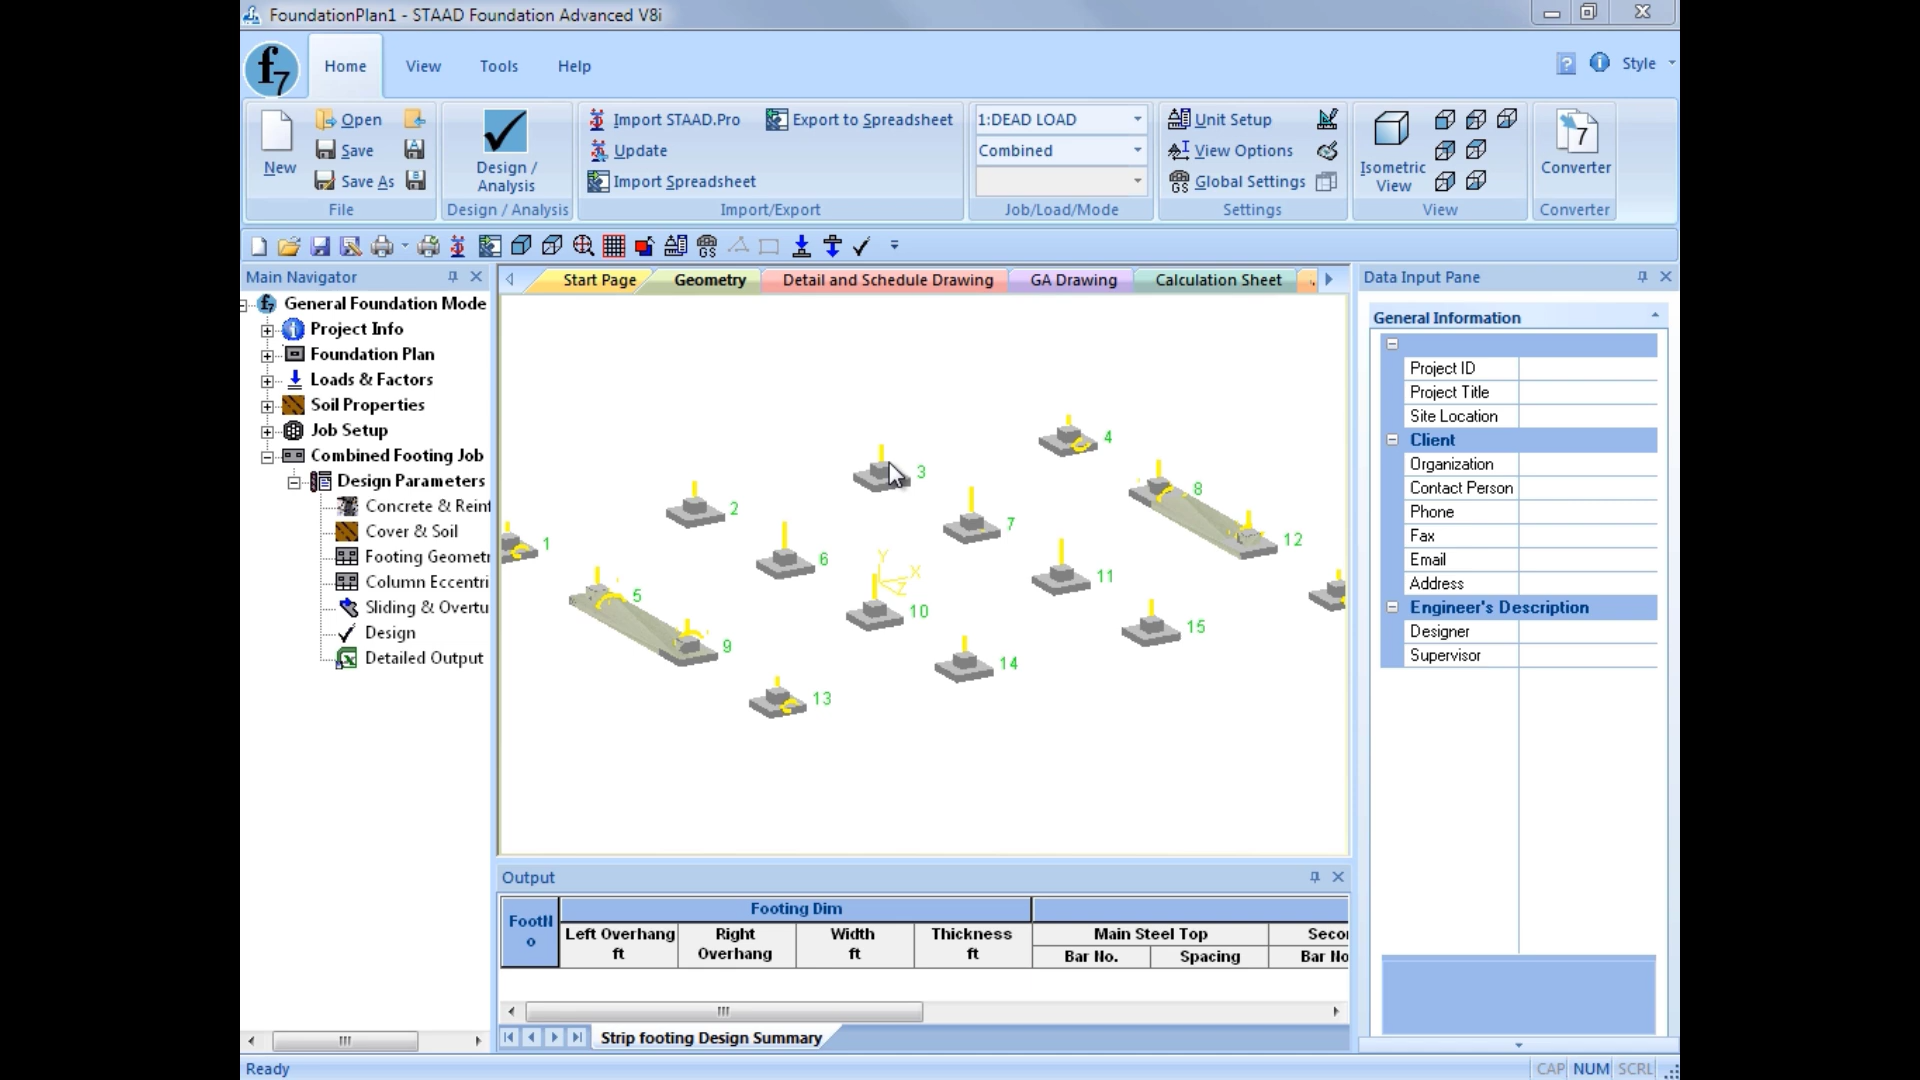 FoundationPlan1 - STAAD Foundation Advanced V8i
f7
Home View Tools Help
Style
New
Open
Save
Save As
File
Design / Analysis
Design / Analysis
Import STAAD.Pro
Export to Spreadsheet
Update
Import Spreadsheet
Import/Export
1:DEAD LOAD
Combined
Job/Load/Mode
Unit Setup
View Options
GS Global Settings
Settings
Isometric View
View
7
Converter
Converter
GS
Main Navigator
General Foundation Mode
Project Info
Foundation Plan
Loads & Factors
Soil Properties
Job Setup
Combined Footing Job
Design Parameters
Concrete & Reinf
Cover & Soil
Footing Geometr
Column Eccentri
Sliding & Overtu
Design
Detailed Output
Start Page Geometry Detail and Schedule Drawing GA Drawing Calculation Sheet
4
3
8
2
7
12
1
6
11
5
10
15
9
14
13
Y
X
Z
Output
FootN o
Footing Dim
Left Overhang ft
Right Overhang
Width ft
Thickness ft
Main Steel Top
Bar No. Spacing
Secon
Bar No
Strip footing Design Summary
Data Input Pane
General Information
Project ID
Project Title
Site Location
Client
Organization
Contact Person
Phone
Fax
Email
Address
Engineer's Description
Designer
Supervisor
Ready
CAP NUM SCRL